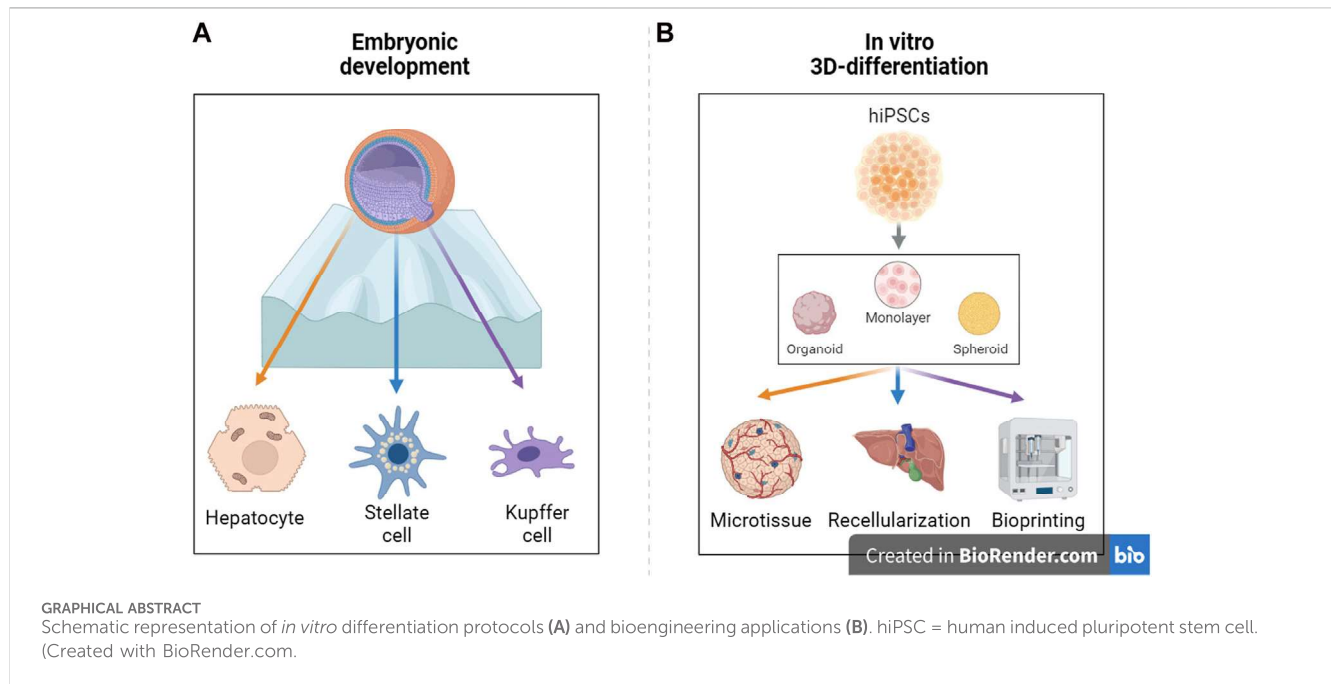 A
Embryonic
development
Hepatocyte
Stellate
cell
Kupffer
cell
B
In vitro
3D-differentiation
hiPSCs
Monolayer
Organoid
Spheroid
Microtissue
Recellularization
Bioprinting
Created in BioRender.com bio
GRAPHICAL ABSTRACT
Schematic representation of in vitro differentiation protocols (A) and bioengineering applications (B). hiPSC = human induced pluripotent stem cell.
(Created with BioRender.com.